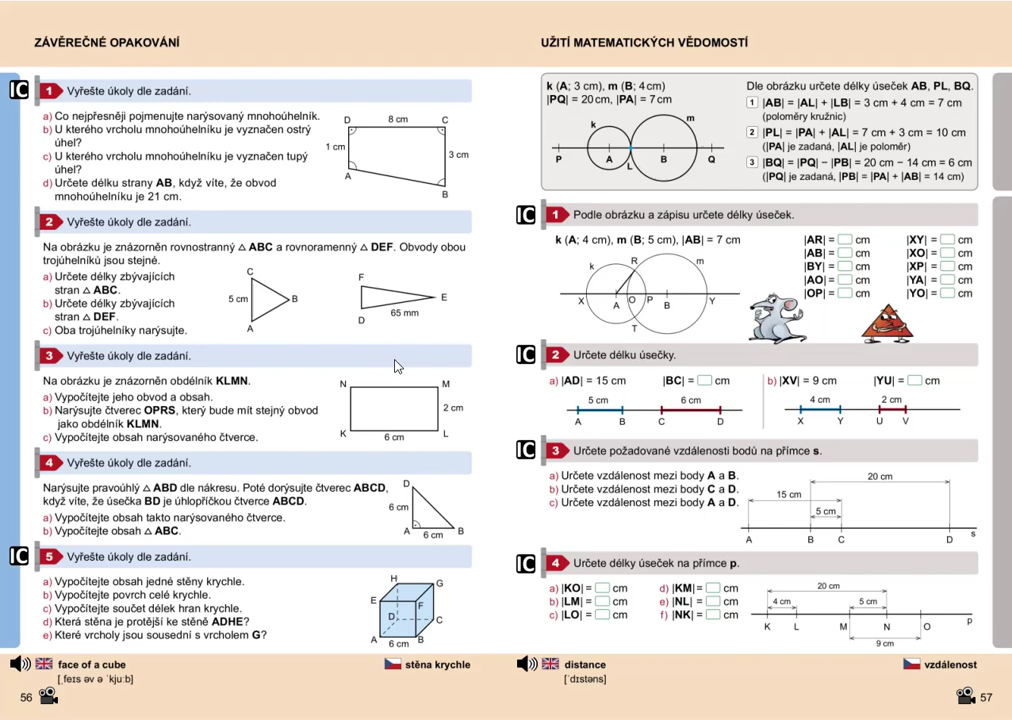 ZÁVĚREČNÉ OPAKOVÁNÍ
IC
1 Vyřešte úkoly dle zadání.
a) Co nejpřesněji pojmenujte narýsovaný mnohoúhelník.
b) U kterého vrcholu mnohoúhelníku je vyznačen ostrý
úhel?
c) U kterého vrcholu mnohoúhelníku je vyznačen tupý
úhel?
d) Určete délku strany AB, když víte, že obvod
mnohoúhelníku je 21 cm.
D 8 cm C
1 cm
3 cm
A
B
2 Vyřešte úkoly dle zadání.
Na obrázku je znázorněn rovnostranný △ ABC a rovnoramenný △ DEF. Obvody obou
trojúhelníků jsou stejné.
a) Určete délky zbývajících
stran △ ABC.
b) Určete délky zbývajících
stran △ DEF.
c) Oba trojúhelníky narýsujte.
C
5 cm B
A
F
E
D 65 mm
3 Vyřešte úkoly dle zadání.
Na obrázku je znázorněn obdélník KLMN.
a) Vypočítejte jeho obvod a obsah.
b) Narýsujte čtverec OPRS, který bude mít stejný obvod
jako obdélník KLMN.
c) Vypočítejte obsah narýsovaného čtverce.
N M
2 cm
K 6 cm L
4 Vyřešte úkoly dle zadání.
Narýsujte pravoúhlý △ ABD dle nákresu. Poté dorýsujte čtverec ABCD,
když víte, že úsečka BD je úhlopříčkou čtverce ABCD.
a) Vypočítejte obsah takto narýsovaného čtverce.
b) Vypočítejte obsah △ ABC.
D
6 cm
A 6 cm B
IC
5 Vyřešte úkoly dle zadání.
a) Vypočítejte obsah jedné stěny krychle.
b) Vypočítejte povrch celé krychle.
c) Vypočítejte součet délek hran krychle.
d) Která stěna je protější ke stěně ADHE?
e) Které vrcholy jsou sousední s vrcholem G?
H G
E F
D C
A 6 cm B
face of a cube
[ˌfeɪs əv ə ˈkjuːb]
stěna krychle
56
UŽITÍ MATEMATICKÝCH VĚDOMOSTÍ
k (A; 3 cm), m (B; 4 cm)
|PQ| = 20 cm, |PA| = 7 cm
k m
P A L B Q
Dle obrázku určete délky úseček AB, PL, BQ.
1 |AB| = |AL| + |LB| = 3 cm + 4 cm = 7 cm
(poloměry kružnic)
2 |PL| = |PA| + |AL| = 7 cm + 3 cm = 10 cm
(|PA| je zadaná, |AL| je poloměr)
3 |BQ| = |PQ| − |PB| = 20 cm − 14 cm = 6 cm
(|PQ| je zadaná, |PB| = |PA| + |AB| = 14 cm)
IC
1 Podle obrázku a zápisu určete délky úseček.
k (A; 4 cm), m (B; 5 cm), |AB| = 7 cm
k R m
X A O P B Y
T
|AR| = cm |XY| = cm
|AB| = cm |XO| = cm
|BY| = cm |XP| = cm
|AO| = cm |YA| = cm
|OP| = cm |YO| = cm
IC
2 Určete délku úsečky.
a) |AD| = 15 cm |BC| = cm
5 cm 6 cm
A B C D
b) |XV| = 9 cm |YU| = cm
4 cm 2 cm
X Y U V
IC
3 Určete požadované vzdálenosti bodů na přímce s.
a) Určete vzdálenost mezi body A a B.
b) Určete vzdálenost mezi body C a D.
c) Určete vzdálenost mezi body A a D.
20 cm
15 cm
5 cm
s
A B C D
IC
4 Určete délky úseček na přímce p.
a) |KO| = cm d) |KM| = cm
b) |LM| = cm e) |NL| = cm
c) |LO| = cm f) |NK| = cm
20 cm
4 cm 5 cm
p
K L M N O
9 cm
distance
[ˈdɪstəns]
vzdálenost
57